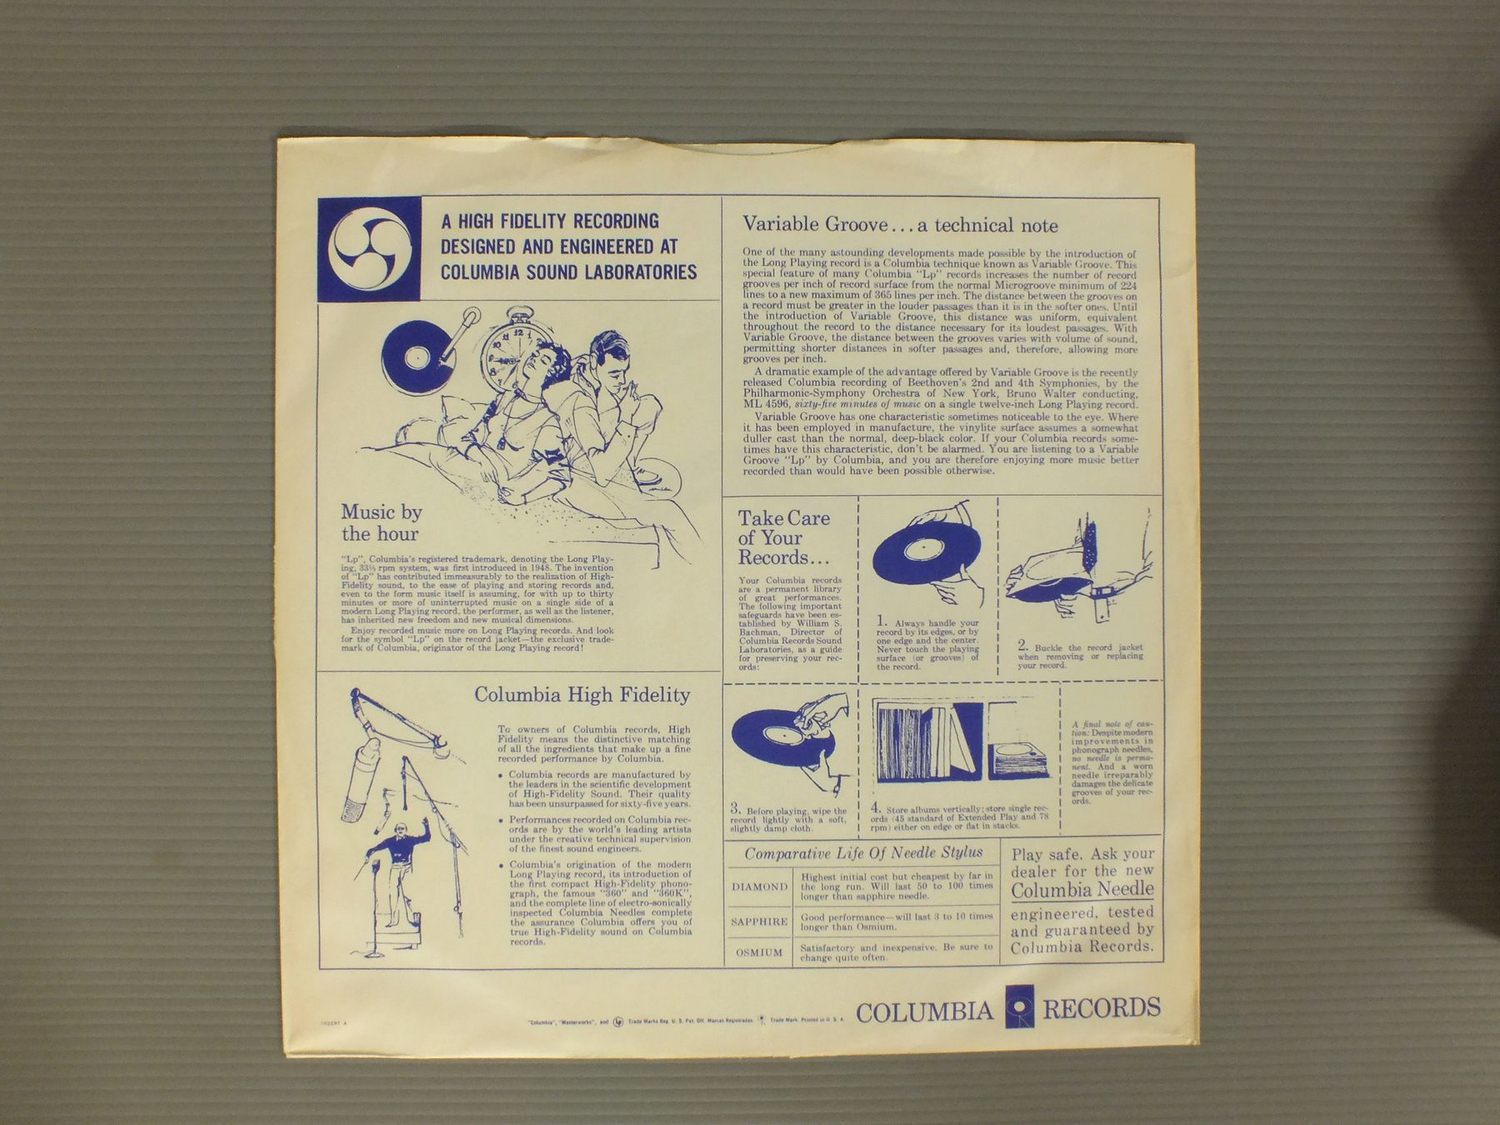 A HIGH FIDELITY RECORDING
DESIGNED AND ENGINEERED AT
COLUMBIA SOUND LABORATORIES
Music by
the hour
"Lp", Columbia's registered trademark, denoting the Long Play-
ing, 33⅓ rpm system, was first introduced in 1948. The invention
of "Lp" has contributed immeasurably to the realization of High-
Fidelity sound, to the ease of playing and storing records and,
even to the form music itself is assuming, for with up to thirty
minutes or more of uninterrupted music on a single side of a
modern Long Playing record, the performer, as well as the listener,
has inherited new freedom and new musical dimensions.
Enjoy recorded music more on Long Playing records. And look
for the symbol "Lp" on the record jacket—the exclusive trade-
mark of Columbia, originator of the Long Playing record!
Columbia High Fidelity
To owners of Columbia records, High
Fidelity means the distinctive matching
of all the ingredients that make up a fine
recorded performance by Columbia.
• Columbia records are manufactured by
the leaders in the scientific development
of High-Fidelity Sound. Their quality
has been unsurpassed for sixty-five years.
• Performances recorded on Columbia rec-
ords are by the world's leading artists
under the creative technical supervision
of the finest sound engineers.
• Columbia's origination of the modern
Long Playing record, its introduction of
the first compact High-Fidelity phono-
graph, the famous "360" and "360K",
and the complete line of electro-sonically
inspected Columbia Needles complete
the assurance Columbia offers you of
true High-Fidelity sound on Columbia
records.
Variable Groove...a technical note
One of the many astounding developments made possible by the introduction of
the Long Playing record is a Columbia technique known as Variable Groove. This
special feature of many Columbia "Lp" records increases the number of record
grooves per inch of record surface from the normal Microgroove minimum of 224
lines to a new maximum of 365 lines per inch. The distance between the grooves on
a record must be greater in the louder passages than it is in the softer ones. Until
the introduction of Variable Groove, this distance was uniform, equivalent
throughout the record to the distance necessary for its loudest passages. With
Variable Groove, the distance between the grooves varies with volume of sound,
permitting shorter distances in softer passages and, therefore, allowing more
grooves per inch.
A dramatic example of the advantage offered by Variable Groove is the recently
released Columbia recording of Beethoven's 2nd and 4th Symphonies, by the
Philharmonic-Symphony Orchestra of New York, Bruno Walter conducting,
ML 4596, sixty-five minutes of music on a single twelve-inch Long Playing record.
Variable Groove has one characteristic sometimes noticeable to the eye. Where
it has been employed in manufacture, the vinylite surface assumes a somewhat
duller cast than the normal, deep-black color. If your Columbia records some-
times have this characteristic, don't be alarmed. You are listening to a Variable
Groove "Lp" by Columbia, and you are therefore enjoying more music better
recorded than would have been possible otherwise.
Take Care
of Your
Records...
Your Columbia records
are a permanent library
of great performances.
The following important
safeguards have been es-
tablished by William S.
Bachman, Director of
Columbia Records Sound
Laboratories, as a guide
for preserving your rec-
ords:
1. Always handle your
record by its edges, or by
one edge and the center.
Never touch the playing
surface (or grooves) of
the record.
2. Buckle the record jacket
when removing or replacing
your record.
3. Before playing, wipe the
record lightly with a soft,
slightly damp cloth.
4. Store albums vertically; store single rec-
ords (45 standard of Extended Play and 78
rpm) either on edge or flat in stacks.
A final note of cau-
tion: Despite modern
improvements in
phonograph needles,
no needle is perma-
nent. And a worn
needle irreparably
damages the delicate
grooves of your rec-
ords.
Comparative Life Of Needle Stylus
DIAMOND
Highest initial cost but cheapest by far in
the long run. Will last 50 to 100 times
longer than sapphire needle.
SAPPHIRE
Good performance—will last 3 to 10 times
longer than Osmium.
OSMIUM
Satisfactory and inexpensive. Be sure to
change quite often.
Play safe. Ask your
dealer for the new
Columbia Needle
engineered, tested
and guaranteed by
Columbia Records.
"Columbia", "Masterworks", and Trade Marks Reg. U. S. Pat. Off. Marcas Registradas Trade Mark. Printed in U. S. A.
COLUMBIA RECORDS